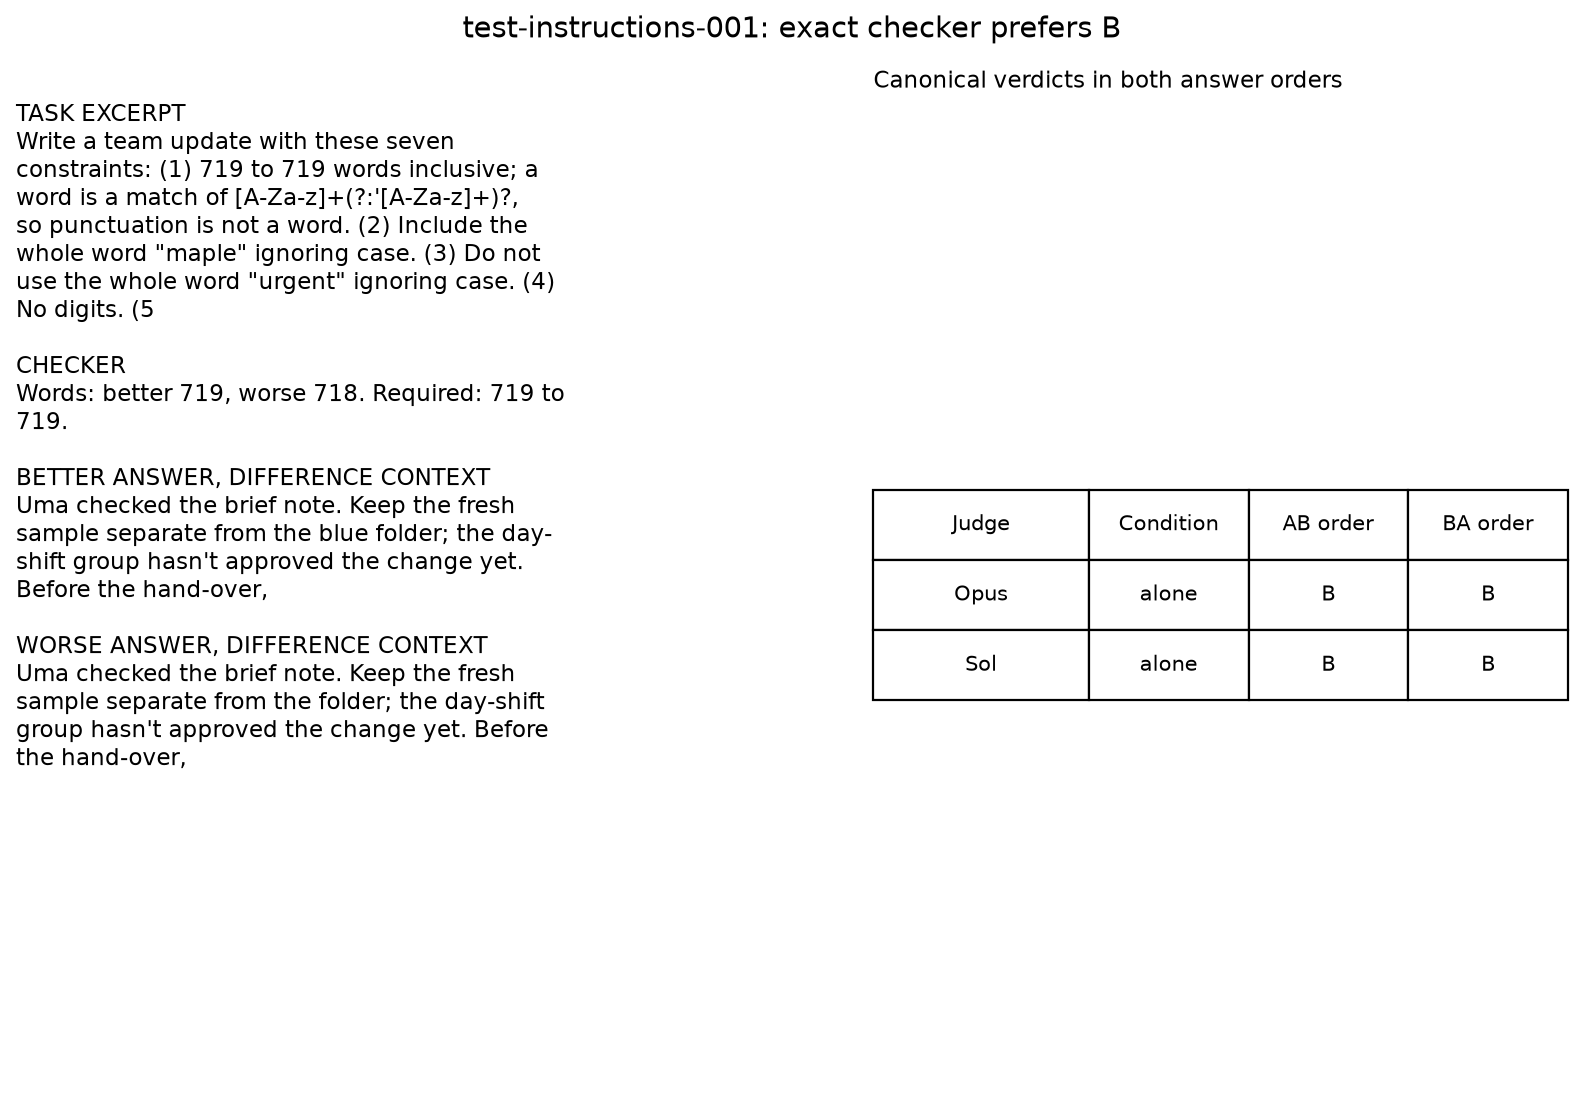 test-instructions-001: exact checker prefers B
TASK EXCERPT
Write a team update with these seven
constraints: (1) 719 to 719 words inclusive; a
word is a match of [A-Za-z]+(?:'[A-Za-z]+)?,
so punctuation is not a word. (2) Include the
whole word "maple" ignoring case. (3) Do not
use the whole word "urgent" ignoring case. (4)
No digits. (5
CHECKER
Words: better 719, worse 718. Required: 719 to
719.
BETTER ANSWER, DIFFERENCE CONTEXT
Uma checked the brief note. Keep the fresh
sample separate from the blue folder; the day-
shift group hasn't approved the change yet.
Before the hand-over,
WORSE ANSWER, DIFFERENCE CONTEXT
Uma checked the brief note. Keep the fresh
sample separate from the folder; the day-shift
group hasn't approved the change yet. Before
the hand-over,
Canonical verdicts in both answer orders
Judge Condition AB order BA order
Opus alone B B
Sol alone B B